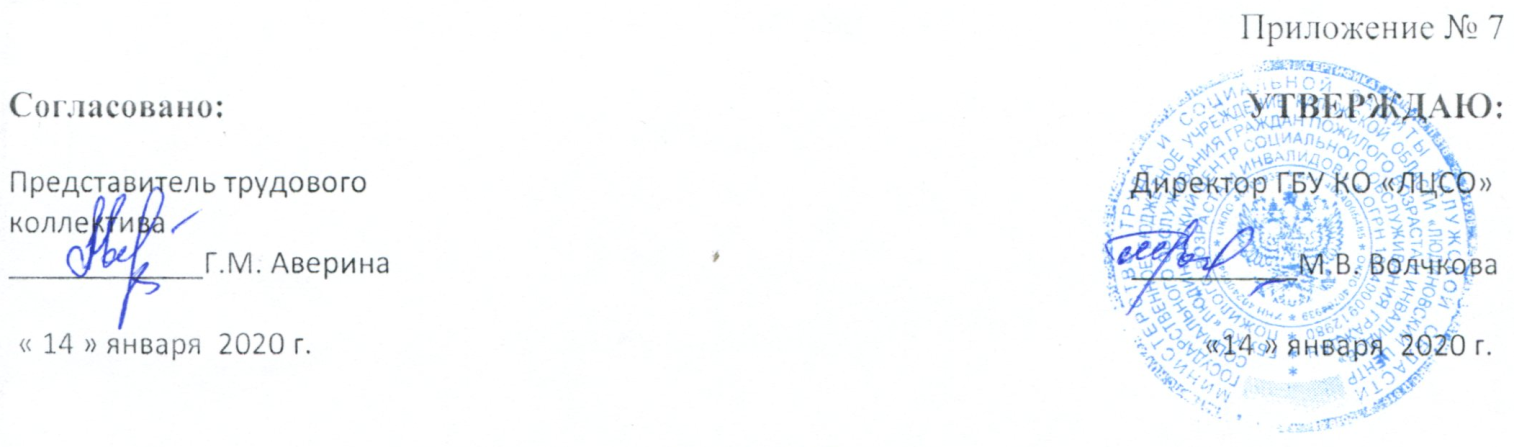 Приложение № 7
Согласовано:
УТВЕРЖДАЮ:
Представитель трудового
коллектива
Директор ГБУ КО «ЛЦСО»
Г.М. Аверина
М.В. Волчкова
« 14 » января 2020 г.
«14 » января 2020 г.